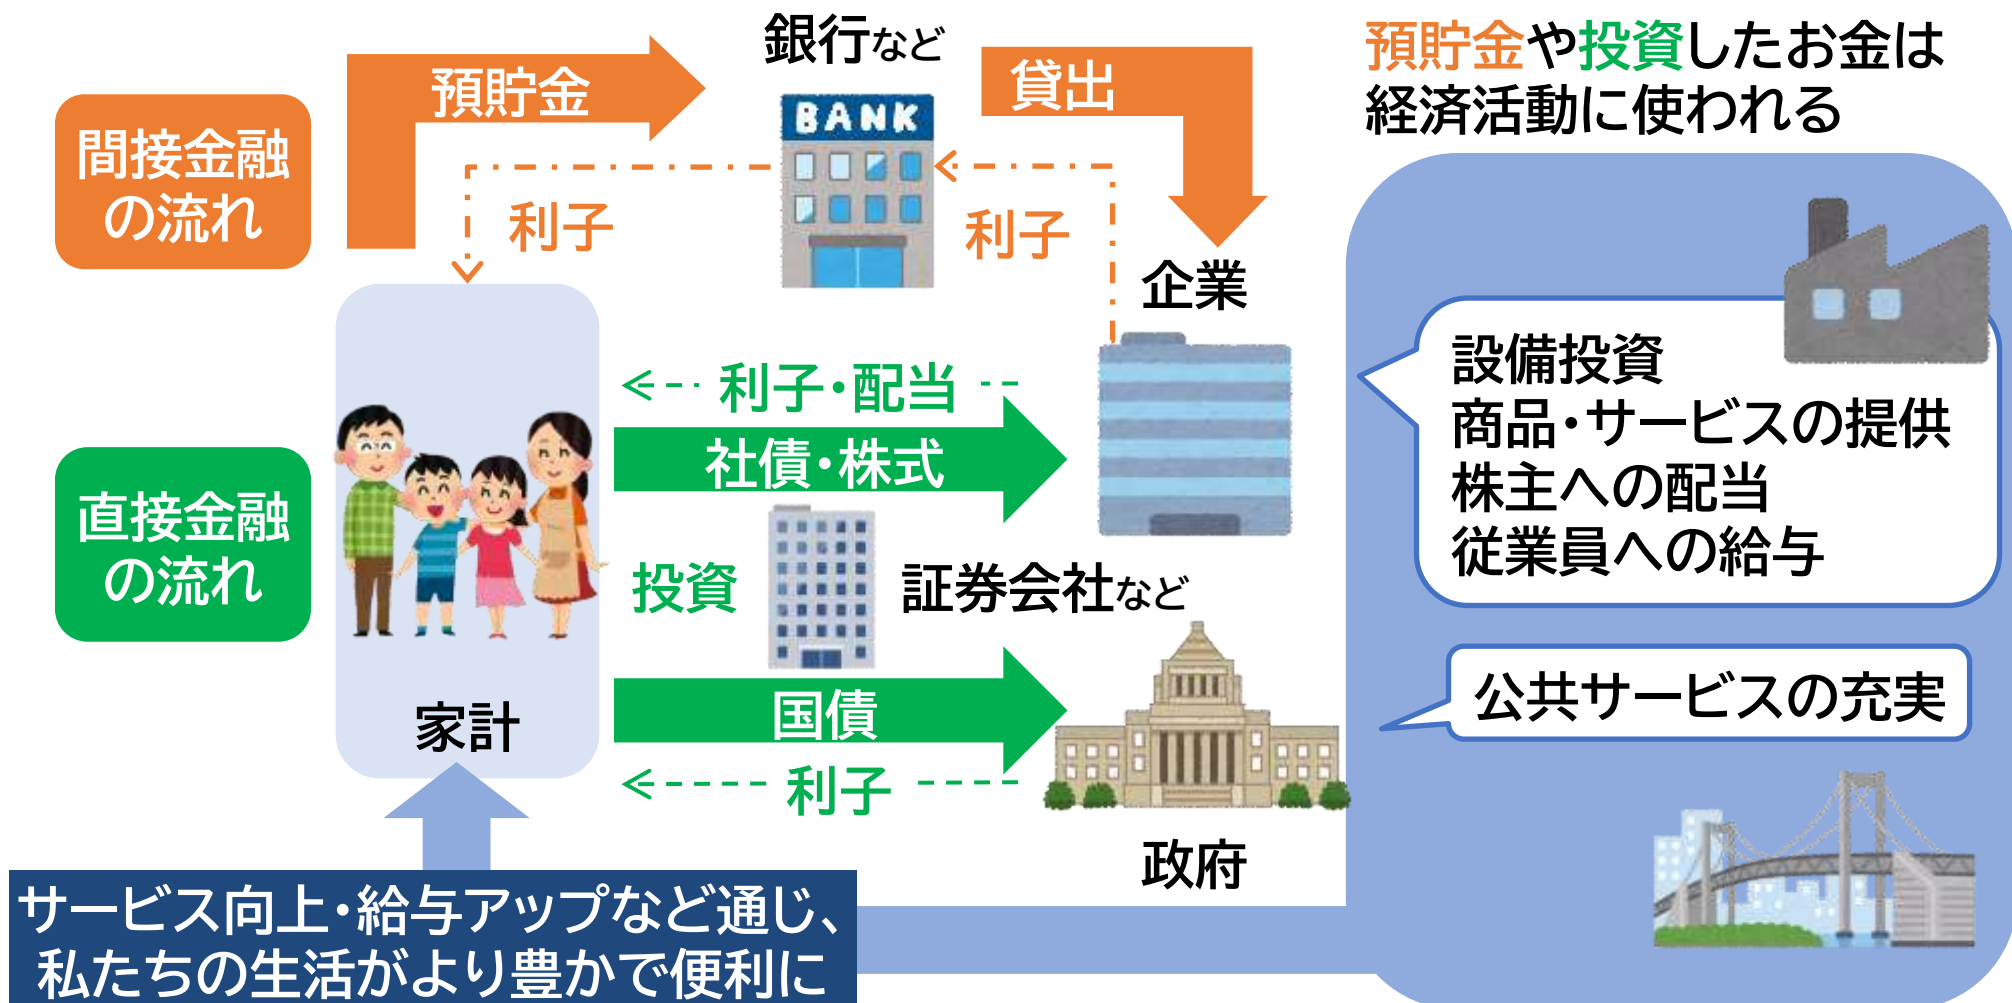 銀行など
預貯金
貸出
BANK
間接金融
の流れ
利子
利子
企業
利子・配当
社債・株式
直接金融
の流れ
投資
証券会社など
国債
利子
家計
政府
預貯金や投資したお金は
経済活動に使われる
設備投資
商品・サービスの提供
株主への配当
従業員への給与
公共サービスの充実
サービス向上・給与アップなど通じ、
私たちの生活がより豊かで便利に